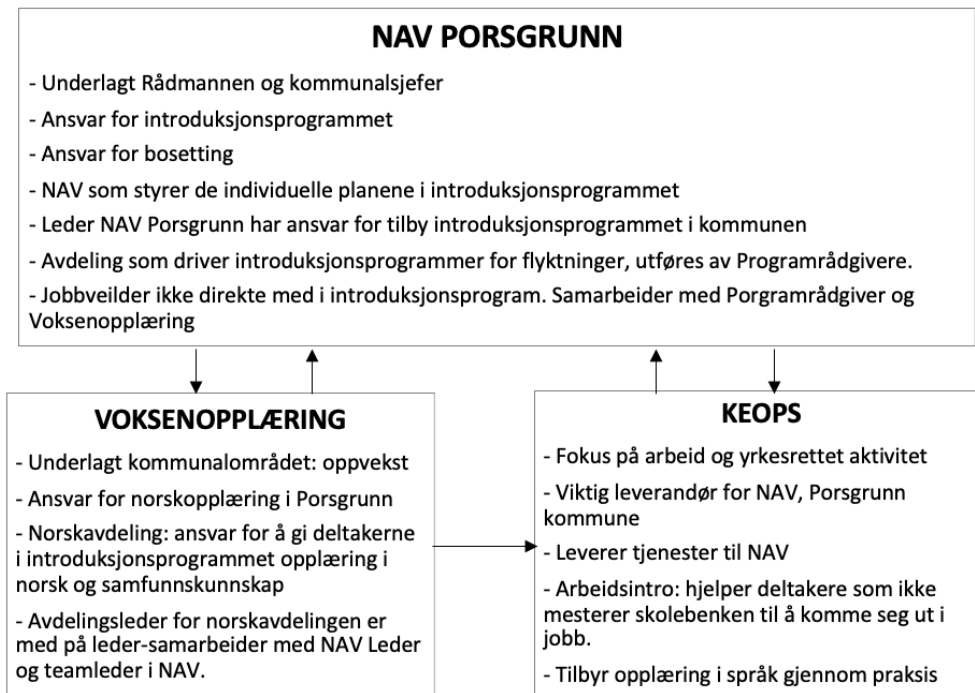 NAV PORSGRUNN
- Underlagt Rådmannen og kommunalsjefer
- Ansvar for introduksjonsprogrammet
- Ansvar for bosetting
- NAV som styrer de individuelle planene i introduksjonsprogrammet
- Leder NAV Porsgrunn har ansvar for tilby introduksjonsprogrammet i kommunen
- Avdeling som driver introduksjonsprogrammer for flyktninger, utføres av Programrådgivere.
- Jobbveilder ikke direkte med i introduksjonsprogram. Samarbeider med Porgramrådgiver og
Voksenopplæring
VOKSENOPPLÆRING
- Underlagt kommunalområdet: oppvekst
- Ansvar for norskopplæring i Porsgrunn
- Norskavdeling: ansvar for å gi deltakerne
i introduksjonsprogrammet opplæring i
norsk og samfunnskunnskap
- Avdelingsleder for norskavdelingen er
med på leder-samarbeider med NAV Leder
og teamleder i NAV.
KEOPS
- Fokus på arbeid og yrkesrettet aktivitet
- Viktig leverandør for NAV, Porsgrunn
kommune
- Leverer tjenester til NAV
- Arbeidsintro: hjelper deltakere som ikke
mesterer skolebenken til å komme seg ut i
jobb.
- Tilbyr opplæring i språk gjennom praksis